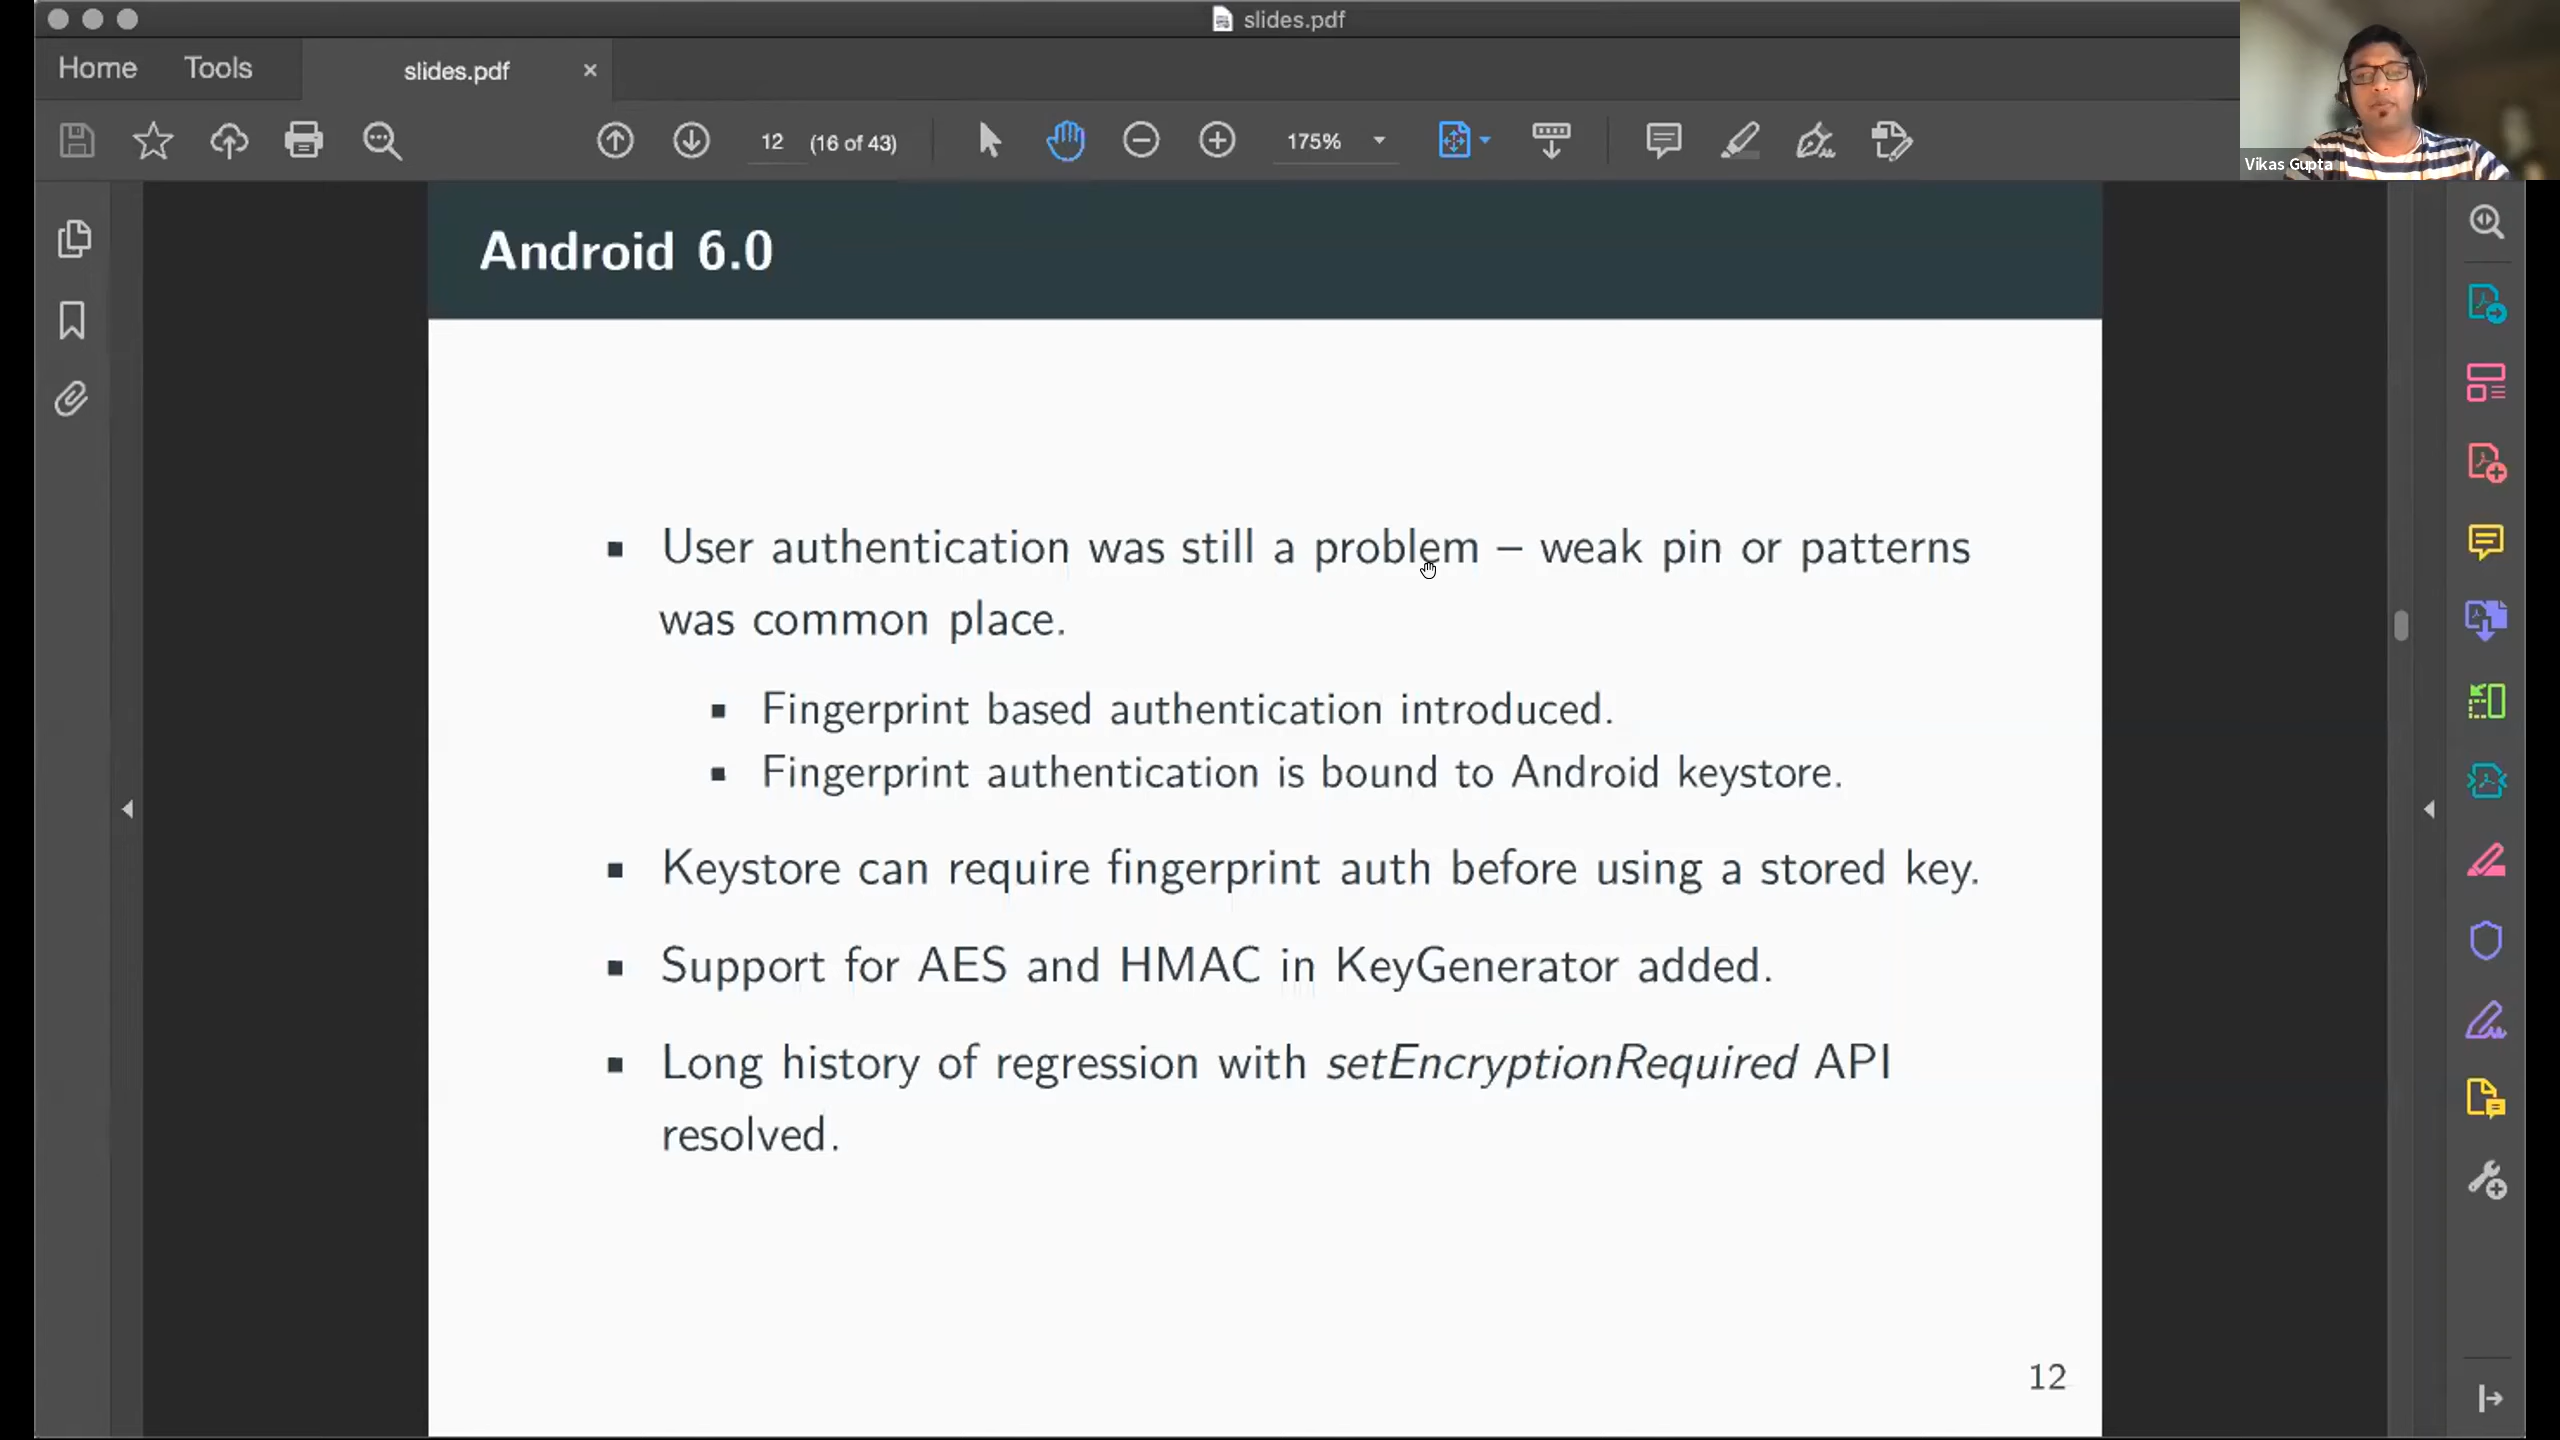 slides.pdf
Home
Tools
slides.pdf
12
(16 of 43)
175%
Vikas Gupta
Android 6.0
User authentication was still a problem – weak pin or patterns
was common place.
Fingerprint based authentication introduced.
Fingerprint authentication is bound to Android keystore.
Keystore can require fingerprint auth before using a stored key.
Support for AES and HMAC in KeyGenerator added.
Long history of regression with setEncryptionRequired API
resolved.
12